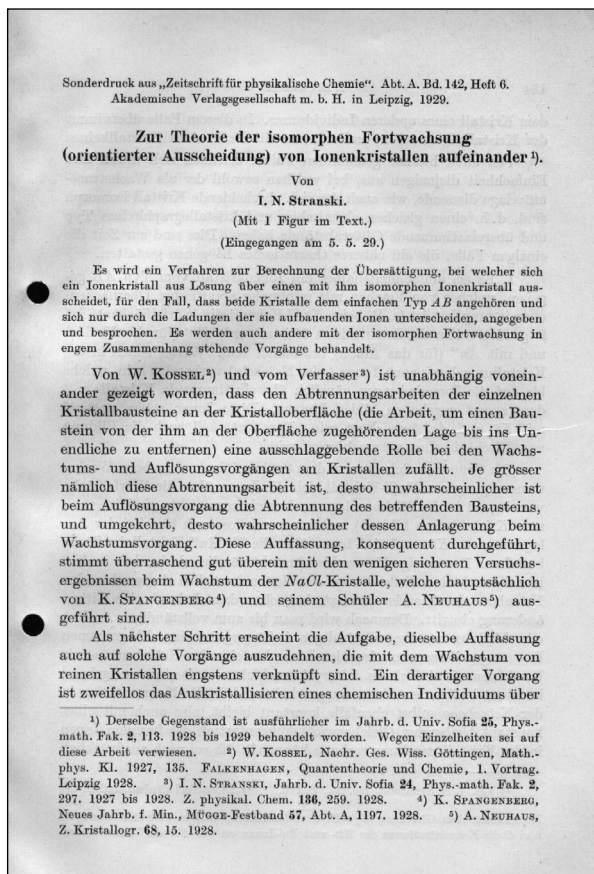 Sonderdruck aus „Zeitschrift für physikalische Chemie“. Abt. A. Bd. 142, Heft 6.
Akademische Verlagsgesellschaft m. b. H. in Leipzig, 1929.
Zur Theorie der isomorphen Fortwachsung
(orientierter Ausscheidung) von Ionenkristallen aufeinander ¹).
Von
I. N. Stranski.
(Mit 1 Figur im Text.)
(Eingegangen am 5. 5. 29.)
Es wird ein Verfahren zur Berechnung der Übersättigung, bei welcher sich
ein Ionenkristall aus Lösung über einen mit ihm isomorphen Ionenkristall aus-
scheidet, für den Fall, dass beide Kristalle dem einfachen Typ AB angehören und
sich nur durch die Ladungen der sie aufbauenden Ionen unterscheiden, angegeben
und besprochen. Es werden auch andere mit der isomorphen Fortwachsung in
engem Zusammenhang stehende Vorgänge behandelt.
Von W. KOSSEL²) und vom Verfasser³) ist unabhängig vonein-
ander gezeigt worden, dass den Abtrennungsarbeiten der einzelnen
Kristallbausteine an der Kristalloberfläche (die Arbeit, um einen Bau-
stein von der ihm an der Oberfläche zugehörenden Lage bis ins Un-
endliche zu entfernen) eine ausschlaggebende Rolle bei den Wachs-
tums- und Auflösungsvorgängen an Kristallen zufällt. Je grösser
nämlich diese Abtrennungsarbeit ist, desto unwahrscheinlicher ist
beim Auflösungsvorgang die Abtrennung des betreffenden Bausteins,
und umgekehrt, desto wahrscheinlicher dessen Anlagerung beim
Wachstumsvorgang. Diese Auffassung, konsequent durchgeführt,
stimmt überraschend gut überein mit den wenigen sicheren Versuchs-
ergebnissen beim Wachstum der NaCl-Kristalle, welche hauptsächlich
von K. SPANGENBERG⁴) und seinem Schüler A. NEUHAUS⁵) aus-
geführt sind.
Als nächster Schritt erscheint die Aufgabe, dieselbe Auffassung
auch auf solche Vorgänge auszudehnen, die mit dem Wachstum von
reinen Kristallen engstens verknüpft sind. Ein derartiger Vorgang
ist zweifellos das Auskristallisieren eines chemischen Individuums über
¹) Derselbe Gegenstand ist ausführlicher im Jahrb. d. Univ. Sofia 25, Phys.-
math. Fak. 2, 113. 1928 bis 1929 behandelt worden. Wegen Einzelheiten sei auf
diese Arbeit verwiesen. ²) W. KOSSEL, Nachr. Ges. Wiss. Göttingen, Math.-
phys. Kl. 1927, 135. FALKENHAGEN, Quantentheorie und Chemie, 1. Vortrag.
Leipzig 1928. ³) I. N. STRANSKI, Jahrb. d. Univ. Sofia 24, Phys.-math. Fak. 2,
297. 1927 bis 1928. Z. physikal. Chem. 136, 259. 1928. ⁴) K. SPANGENBERG,
Neues Jahrb. f. Min., MÜGGE-Festband 57, Abt. A, 1197. 1928. ⁵) A. NEUHAUS,
Z. Kristallogr. 68, 15. 1928.